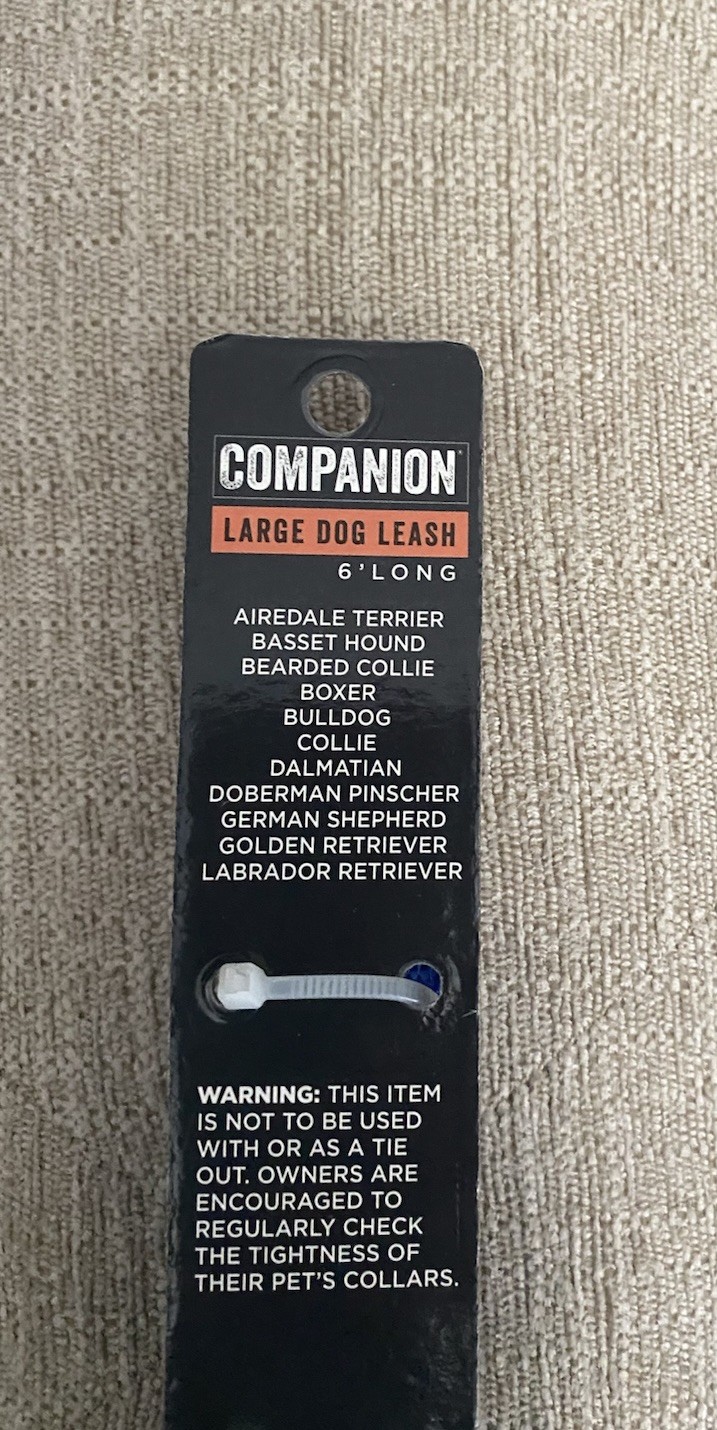 COMPANION
LARGE DOG LEASH
6'LONG
AIREDALE TERRIER
BASSET HOUND
BEARDED COLLIE
BOXER
BULLDOG
COLLIE
DALMATIAN
DOBERMAN PINSCHER
GERMAN SHEPHERD
GOLDEN RETRIEVER
LABRADOR RETRIEVER
WARNING: THIS ITEM
IS NOT TO BE USED
WITH OR AS A TIE
OUT. OWNERS ARE
ENCOURAGED TO
REGULARLY CHECK
THE TIGHTNESS OF
THEIR PET'S COLLARS.